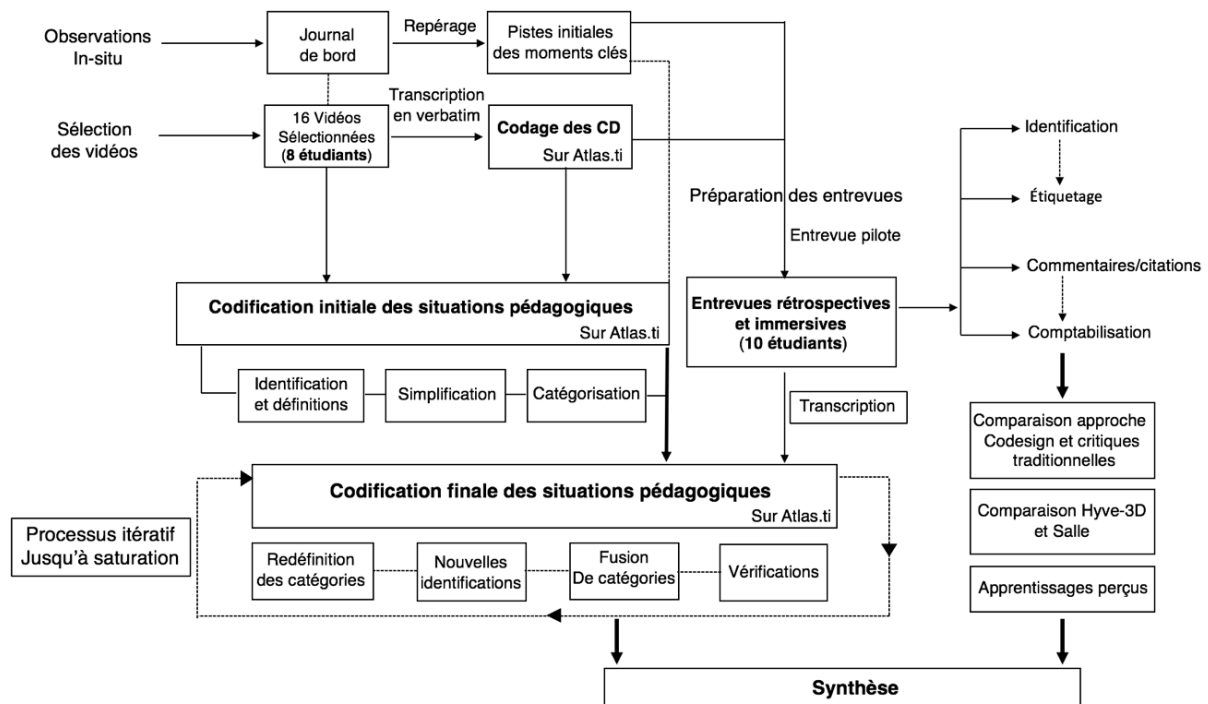 Observations
In-situ
Journal
de bord
Repérage
Pistes initiales
des moments clés
Sélection
des vidéos
16 Vidéos
Sélectionnées
(8 étudiants)
Transcription
en verbatim
Codage des CD
Sur Atlas.ti
Identification
Étiquetage
Commentaires/citations
Comptabilisation
Préparation des entrevues
Entrevue pilote
Codification initiale des situations pédagogiques
Sur Atlas.ti
Entrevues rétrospectives
et immersives
(10 étudiants)
Identification
et définitions
Simplification
Catégorisation
Transcription
Comparaison approche
Codesign et critiques
traditionnelles
Codification finale des situations pédagogiques
Sur Atlas.ti
Processus itératif
Jusqu'à saturation
Comparaison Hyve-3D
et Salle
Redéfinition
des catégories
Nouvelles
identifications
Fusion
De catégories
Vérifications
Apprentissages perçus
Synthèse